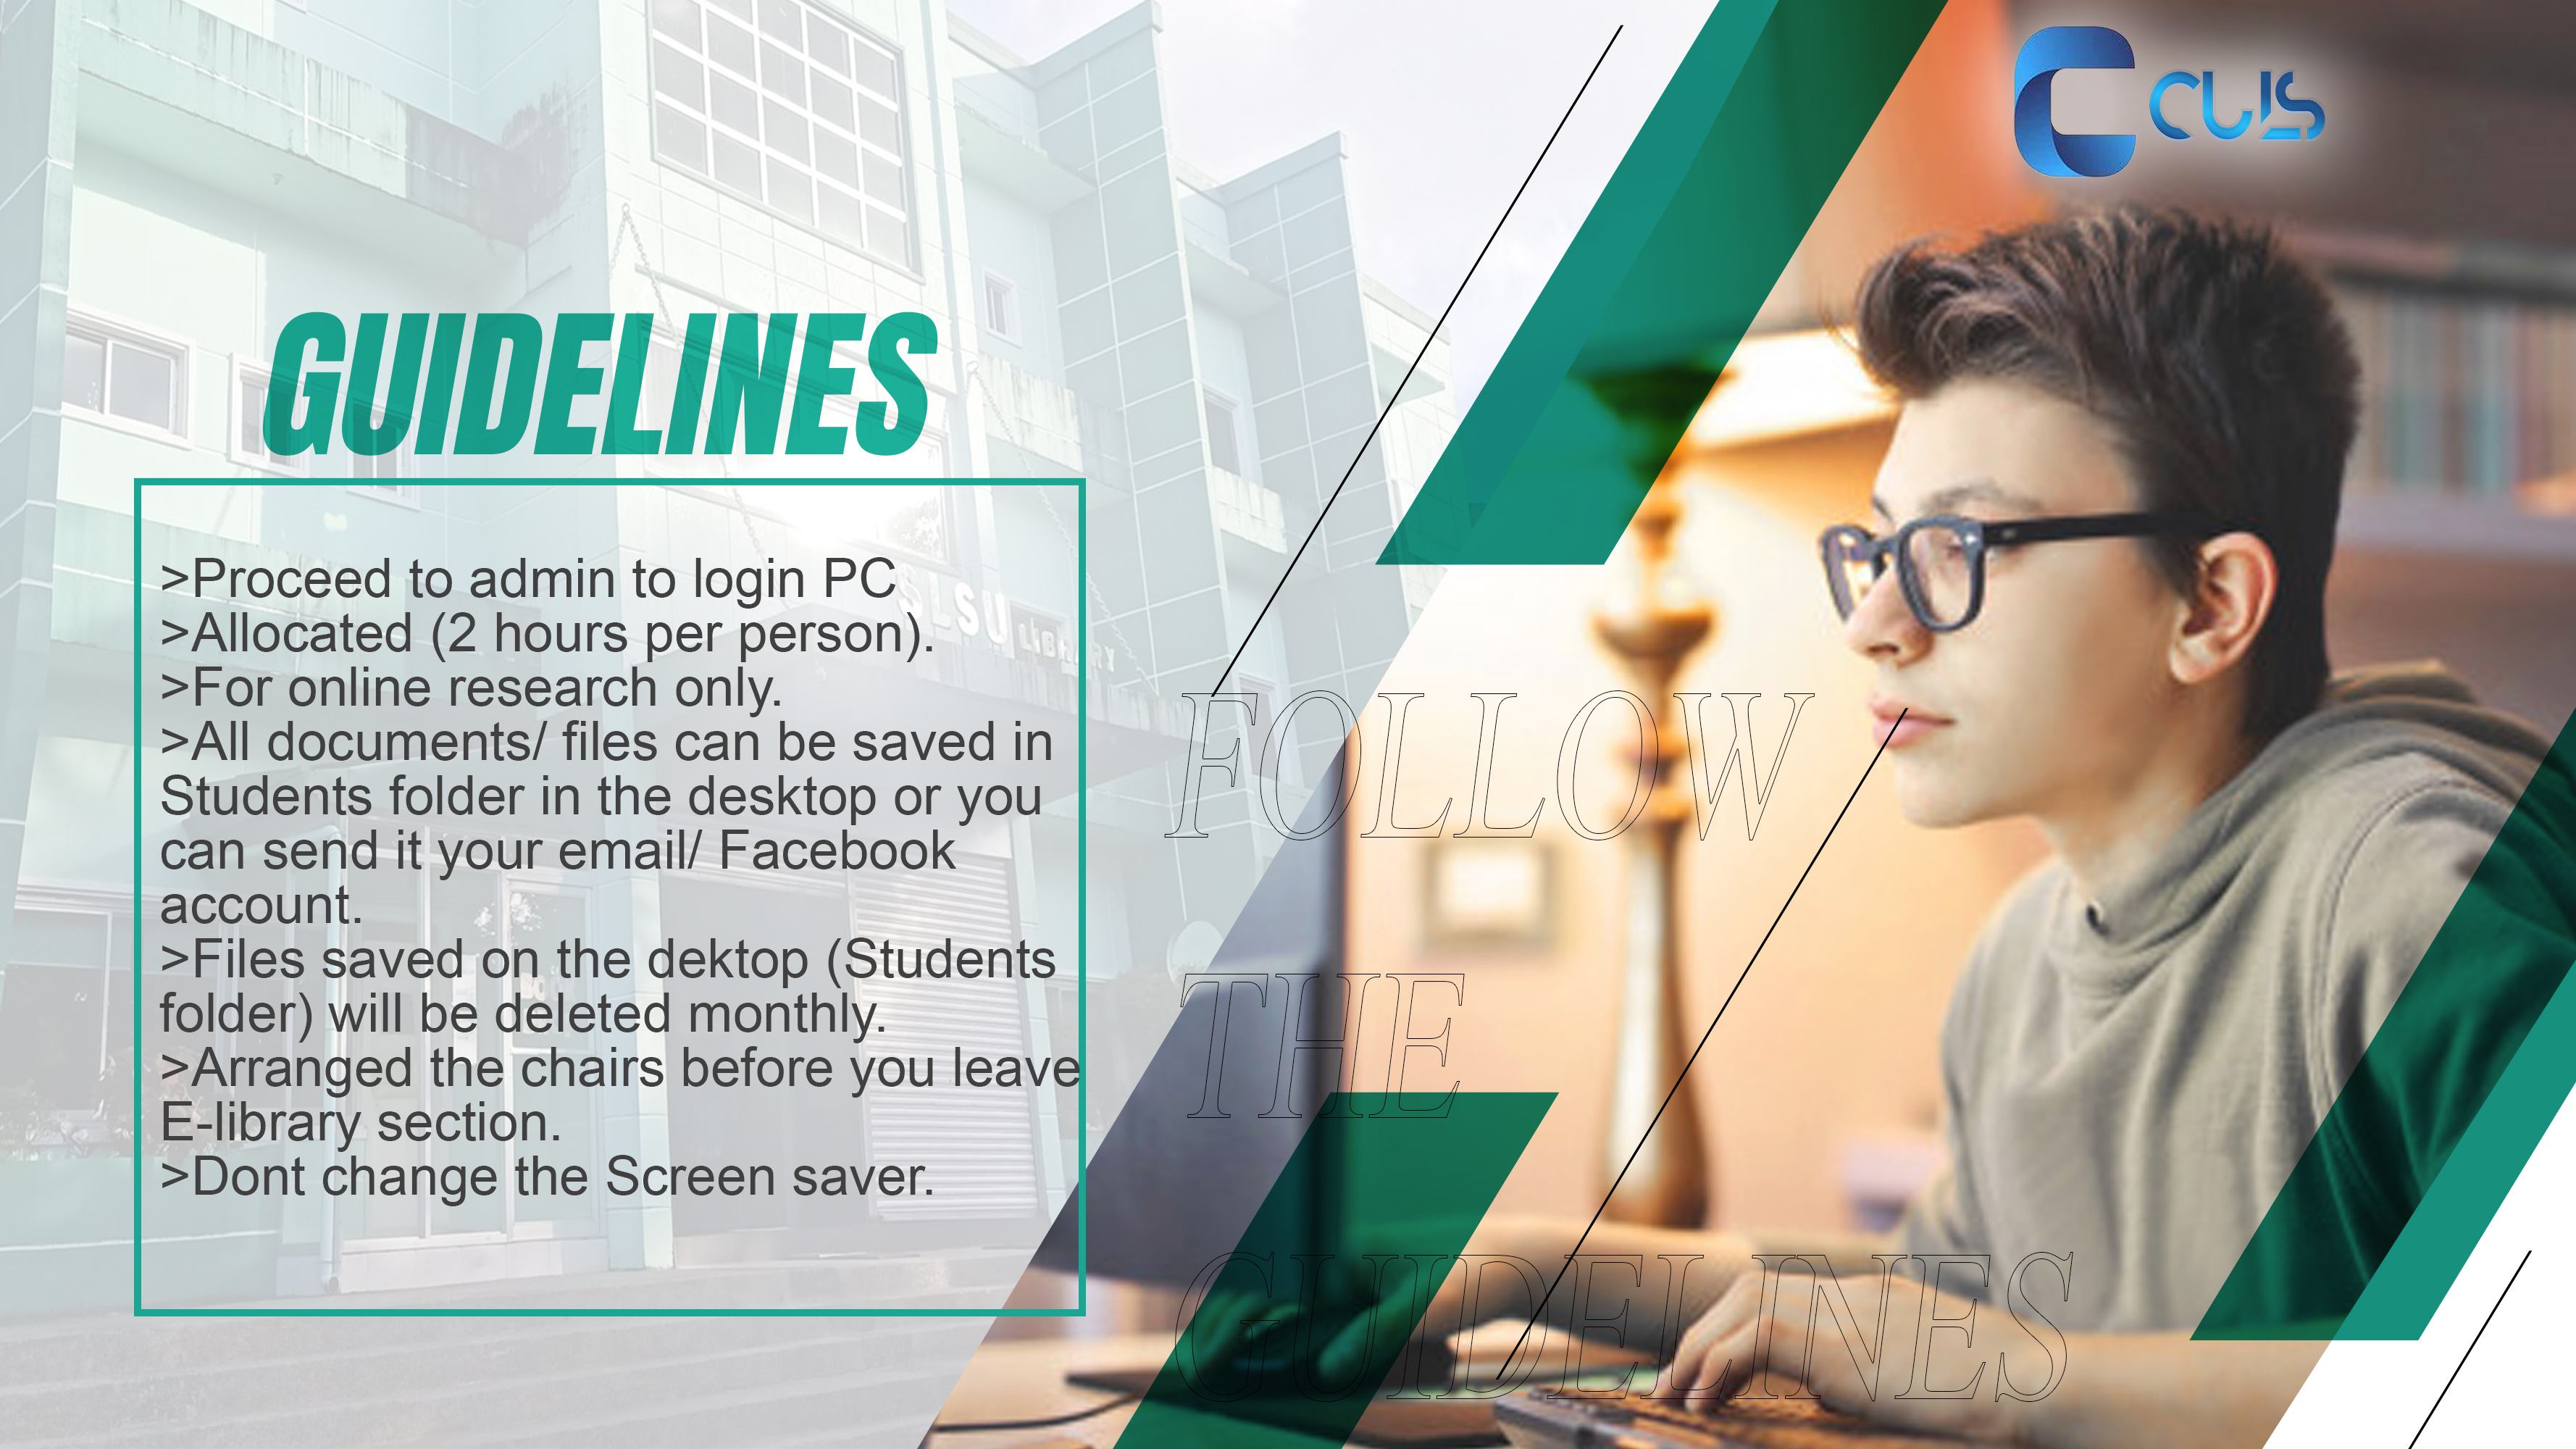 CUIS
GUIDELINES
>Proceed to admin to login PC
>Allocated (2 hours per person).
>For online research only.
>All documents/ files can be saved in
Students folder in the desktop or you
can send it your email/ Facebook
account.
>Files saved on the dektop (Students
folder) will be deleted monthly.
>Arranged the chairs before you leave
E-library section.
>Dont change the Screen saver.
SLSU LIBRARY
FOLLOW
THE
GUIDELINES